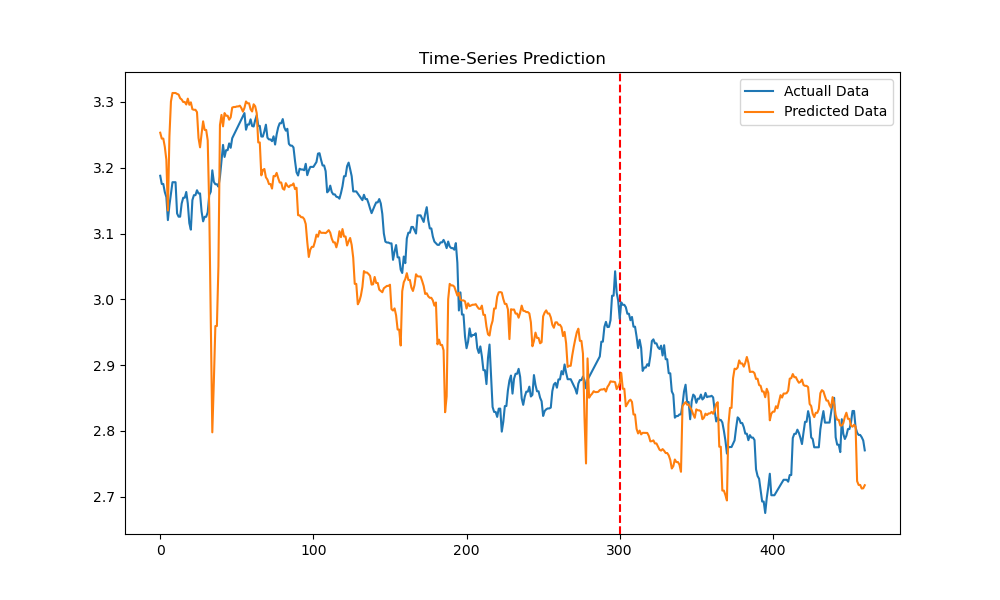 Time-Series Prediction
Actuall Data
Predicted Data
3.3
3.2
3.1
3.0
2.9
2.8
2.7
0 100 200 300 400